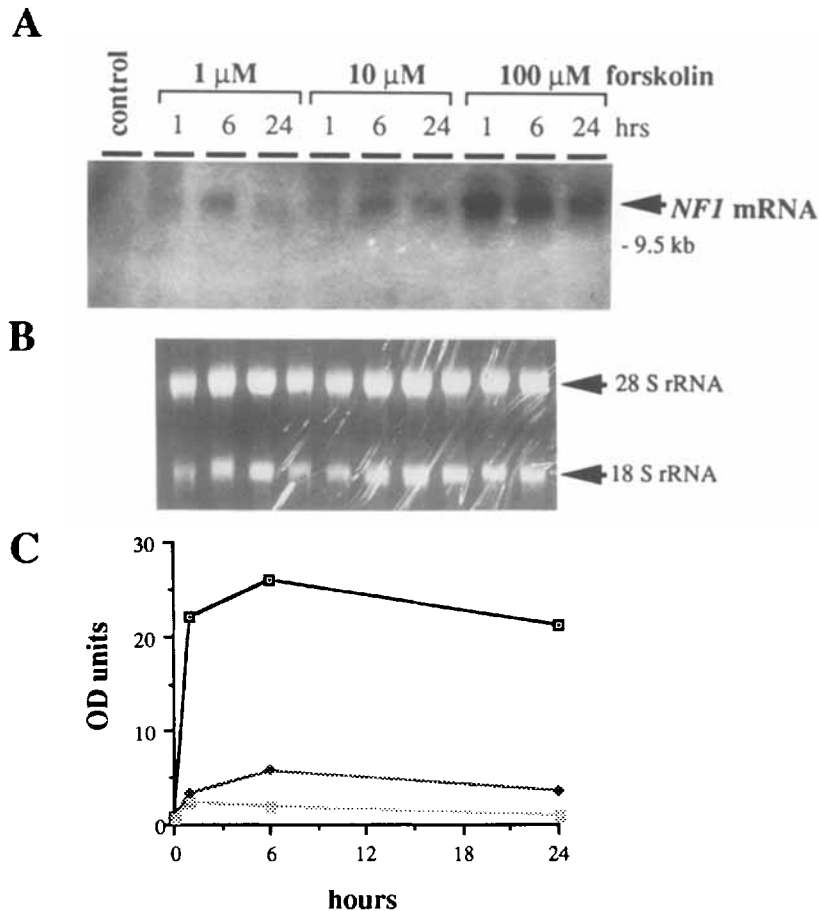 A
control
1 μM 10 μM 100 μM forskolin
1 6 24 1 6 24 1 6 24 hrs
NF1 mRNA
- 9.5 kb
B
28 S rRNA
18 S rRNA
C
30
20
10
0
OD units
0 6 12 18 24
hours